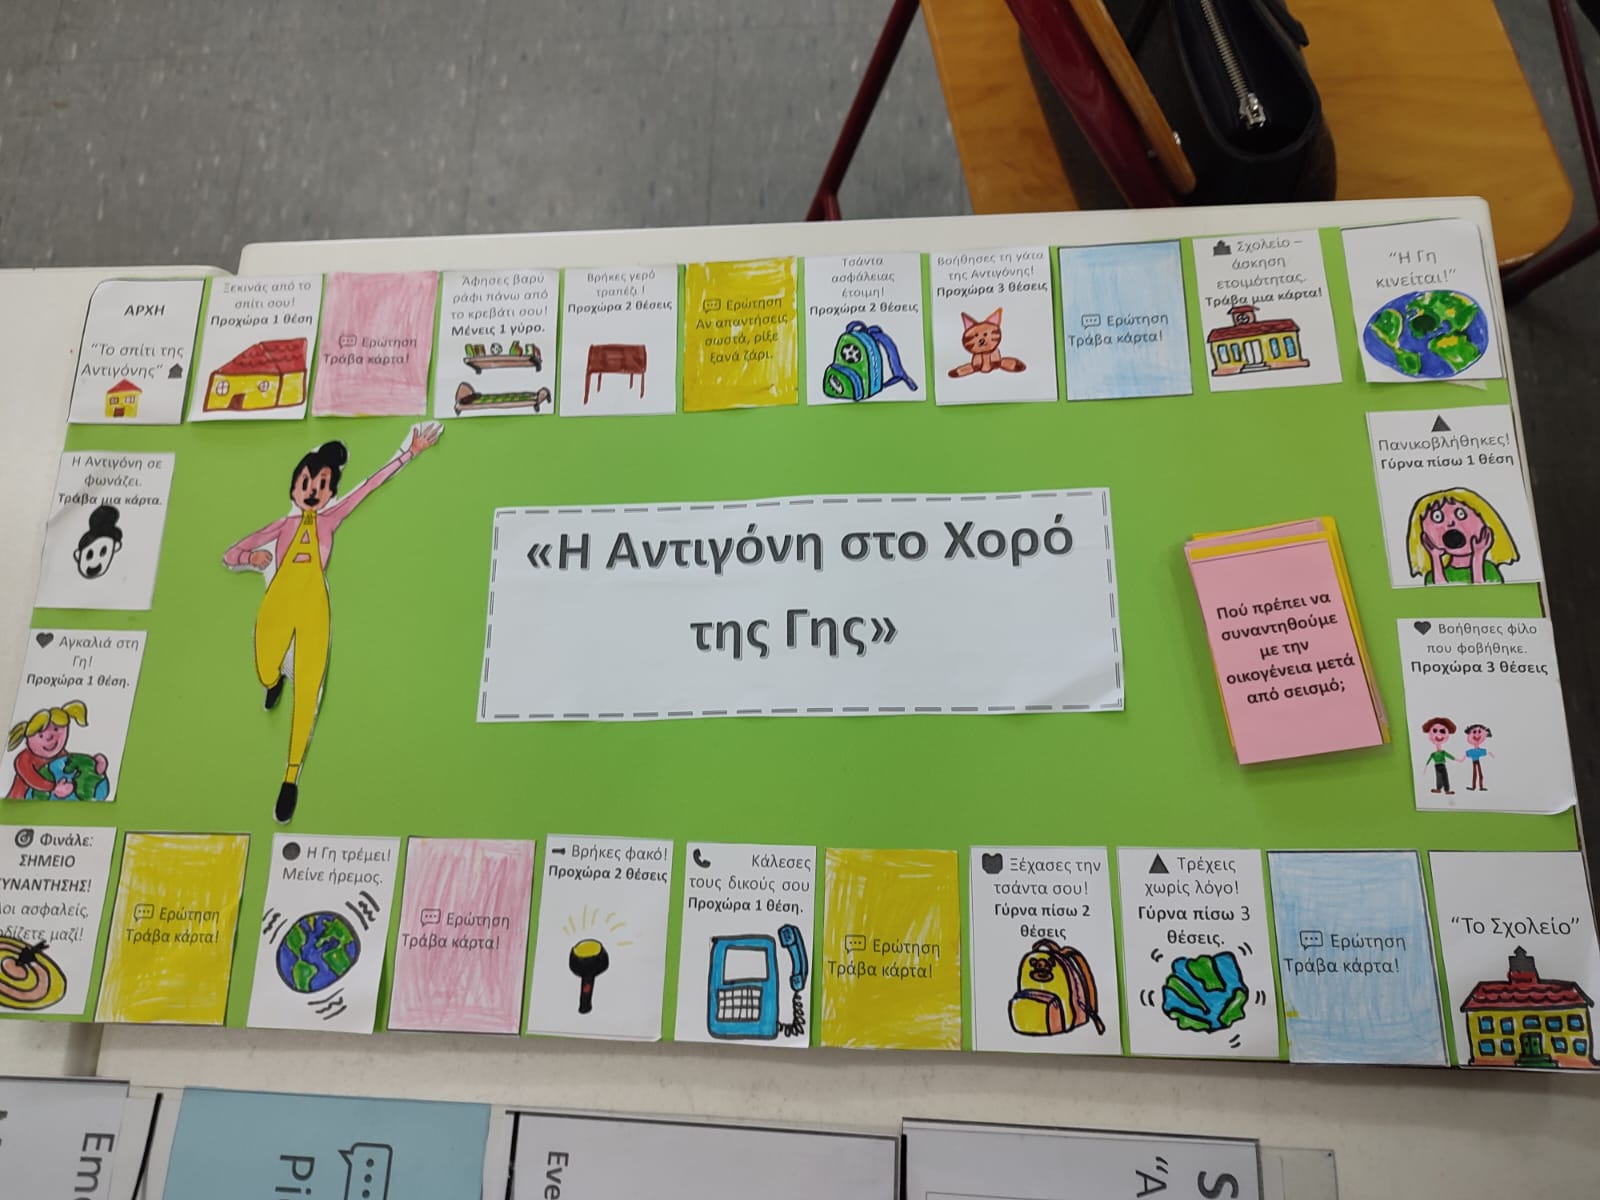 ΑΡΧΗ
“Το σπίτι της
Αντιγόνης”
Ξεκινάς από το
σπίτι σου!
Προχώρα 1 θέση
Ερώτηση
Τράβα κάρτα!
Άφησες βαρύ
ράφι πάνω από
το κρεβάτι σου!
Μένεις 1 γύρο.
Βρήκες γερό
τραπέζι !
Προχώρα 2 θέσεις
Ερώτηση
Αν απαντήσεις
σωστά, ρίξε
ξανά ζάρι.
Τσάντα
ασφάλειας
έτοιμη!
Προχώρα 2 θέσεις
Βοήθησες τη γάτα
της Αντιγόνης!
Προχώρα 3 θέσεις
Ερώτηση
Τράβα κάρτα!
Σχολείο –
άσκηση
ετοιμότητας.
Τράβα μια κάρτα!
“Η Γη
κινείται!”
Πανικοβλήθηκες!
Γύρνα πίσω 1 θέση
Βοήθησες φίλο
που φοβήθηκε.
Προχώρα 3 θέσεις
“Το Σχολείο”
Ερώτηση
Τράβα κάρτα!
Τρέχεις
χωρίς λόγο!
Γύρνα πίσω 3
θέσεις.
Ξέχασες την
τσάντα σου!
Γύρνα πίσω 2
θέσεις
Ερώτηση
Τράβα κάρτα!
Κάλεσες
τους δικούς σου
Προχώρα 1 θέση.
Βρήκες φακό!
Προχώρα 2 θέσεις
Ερώτηση
Τράβα κάρτα!
Η Γη τρέμει!
Μείνε ήρεμος.
Ερώτηση
Τράβα κάρτα!
Φινάλε:
ΣΗΜΕΙΟ
ΥΝΑΝΤΗΣΗΣ!
λοι ασφαλείς,
μαζί!
Αγκαλιά στη
Γη!
Προχώρα 1 θέση.
Η Αντιγόνη σε
φωνάζει.
Τράβα μια κάρτα.
«Η Αντιγόνη στο Χορό
της Γης»
Πού πρέπει να
συναντηθούμε
με την
οικογένεια μετά
από σεισμό;
Eme
Pi
Eve
“A
S